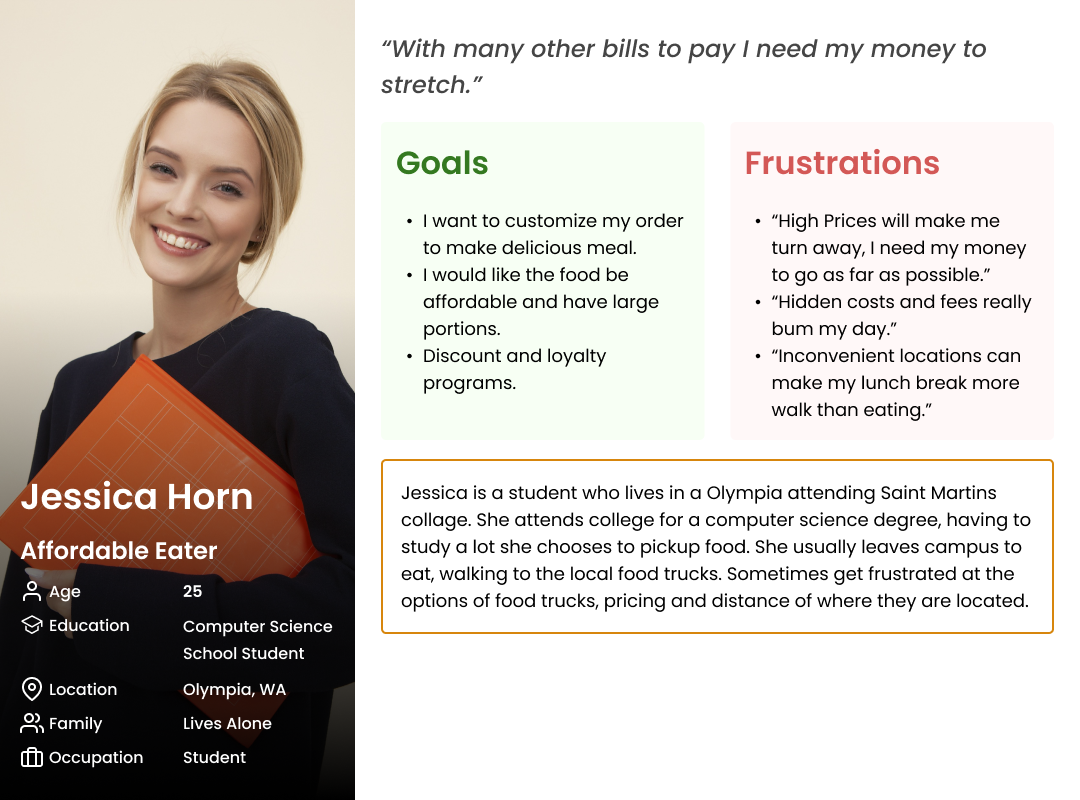 “With many other bills to pay I need my money to
stretch.”
Goals
• I want to customize my order
to make delicious meal.
• I would like the food be
affordable and have large
portions.
• Discount and loyalty
programs.
Frustrations
• “High Prices will make me
turn away, I need my money
to go as far as possible.”
• “Hidden costs and fees really
bum my day.”
• “Inconvenient locations can
make my lunch break more
walk than eating.”
Jessica is a student who lives in a Olympia attending Saint Martins
collage. She attends college for a computer science degree, having to
study a lot she chooses to pickup food. She usually leaves campus to
eat, walking to the local food trucks. Sometimes get frustrated at the
options of food trucks, pricing and distance of where they are located.
Jessica Horn
Affordable Eater
Age 25
Education Computer Science
School Student
Location Olympia, WA
Family Lives Alone
Occupation Student